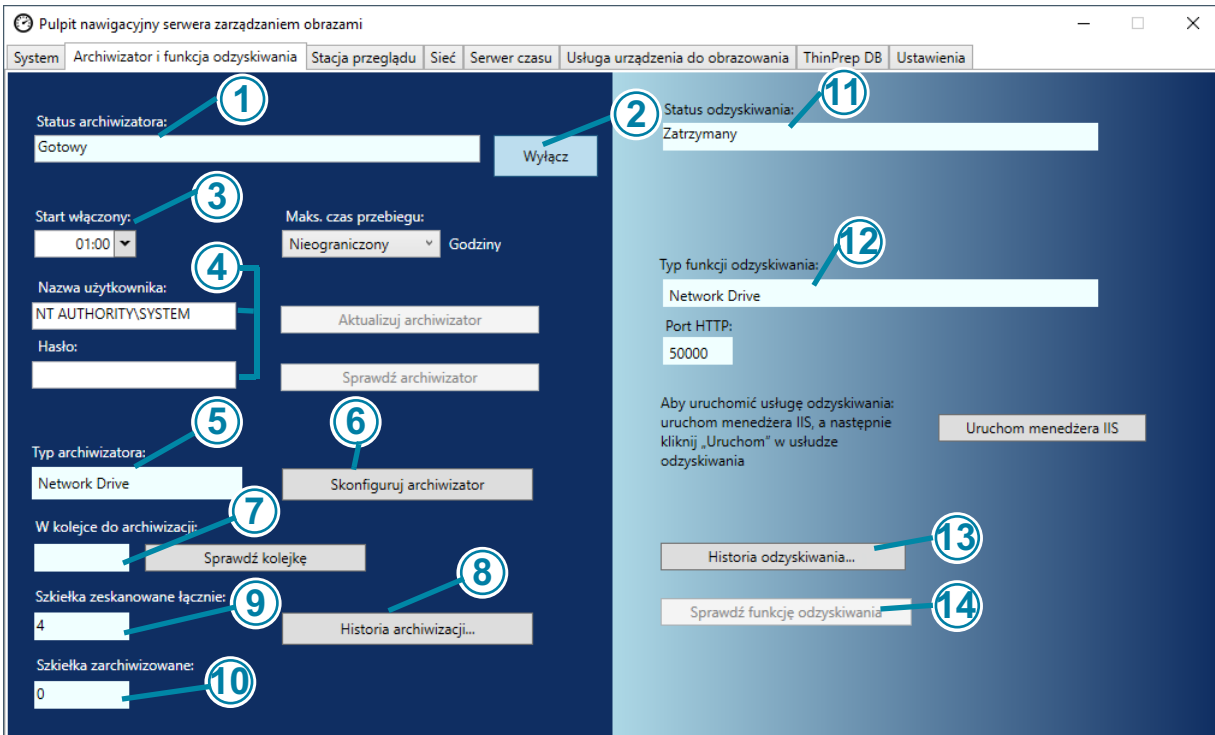 Pulpit nawigacyjny serwera zarządzaniem obrazami
System Archiwizator i funkcja odzyskiwania Stacja przeglądu Sieć Serwer czasu Usługa urządzenia do obrazowania ThinPrep DB Ustawienia
1
Status archiwizatora:
Gotowy
2
Wyłącz
3
Start włączony:
01:00
Maks. czas przebiegu:
Nieograniczony Godziny
4
Nazwa użytkownika:
NT AUTHORITY\SYSTEM
Aktualizuj archiwizator
Hasło:
Sprawdź archiwizator
5
6
Typ archiwizatora:
Network Drive
Skonfiguruj archiwizator
7
W kolejce do archiwizacji:
Sprawdź kolejkę
8
Szkiełka zeskanowane łącznie:
9
4
Historia archiwizacji...
Szkiełka zarchiwizowane:
10
0
11
Status odzyskiwania:
Zatrzymany
12
Typ funkcji odzyskiwania:
Network Drive
Port HTTP:
50000
Aby uruchomić usługę odzyskiwania:
uruchom menedżera IIS, a następnie
kliknij „Uruchom” w usłudze
odzyskiwania
Uruchom menedżera IIS
13
Historia odzyskiwania...
14
Sprawdź funkcję odzyskiwania